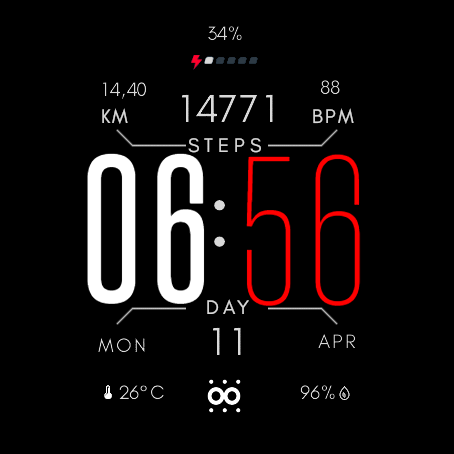 34%
14,40 14771 88
KM BPM
STEPS
06:56
DAY
MON 11 APR
26°C 96%